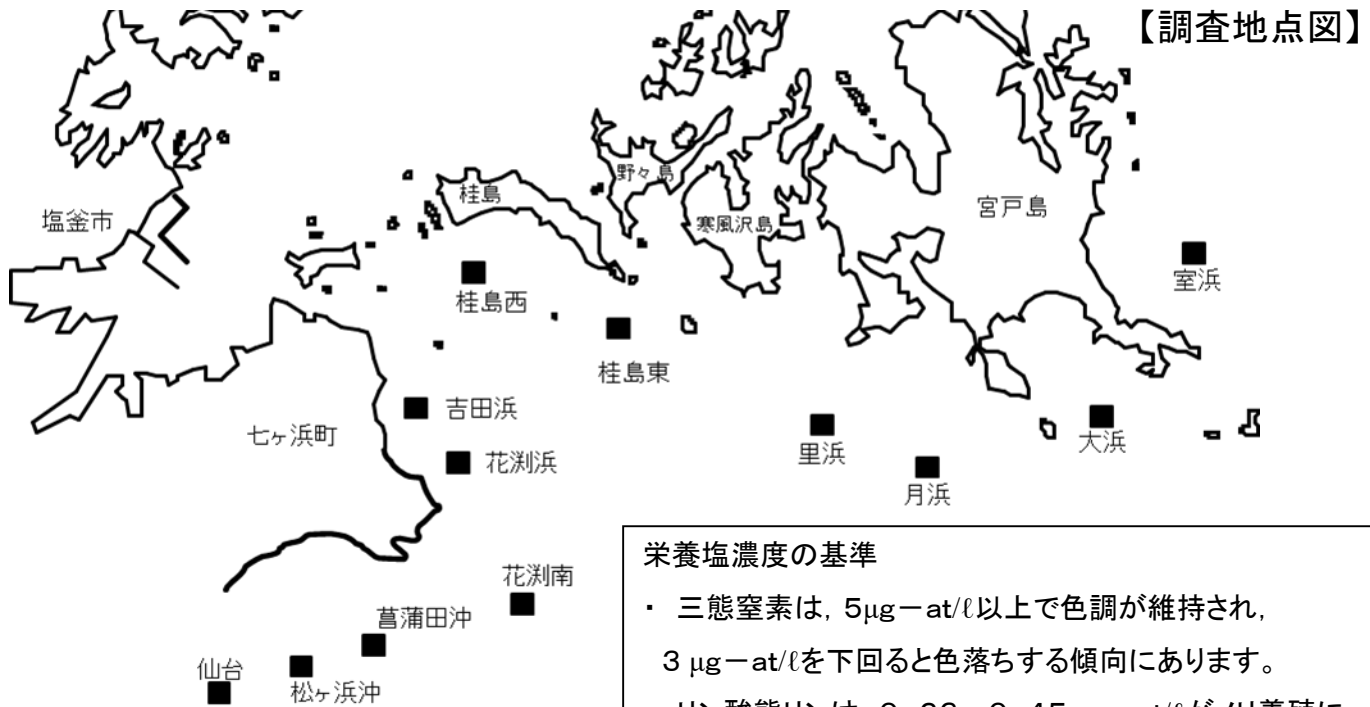 【調査地点図】
野々島
桂島
宮戸島
塩釜市
寒風沢島
室浜
桂島西
桂島東
吉田浜
七ヶ浜町
大浜
里浜
花渕浜
月浜
栄養塩濃度の基準
花渕南
・ 三態窒素は，5μg－at/ℓ以上で色調が維持され，
菖蒲田沖
3 μg－at/ℓを下回ると色落ちする傾向にあります。
仙台
松ヶ浜沖